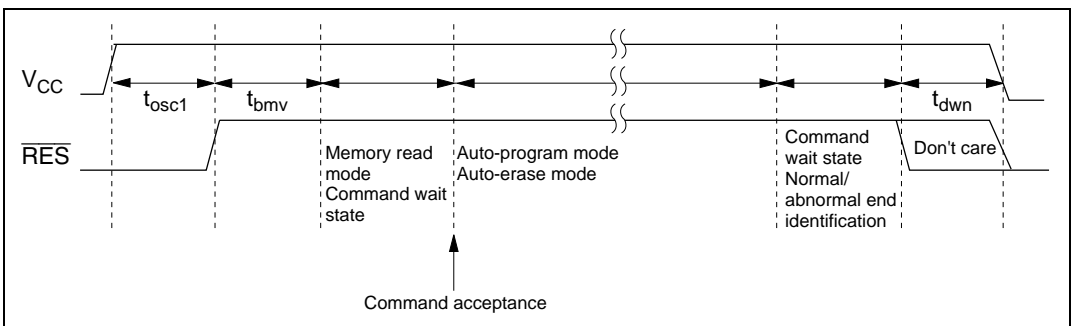 VCC
tosc1
tbmv
tdwn
RES
Memory read
mode
Command wait
state
Auto-program mode
Auto-erase mode
Command
wait state
Normal/
abnormal end
identification
Don't care
Command acceptance